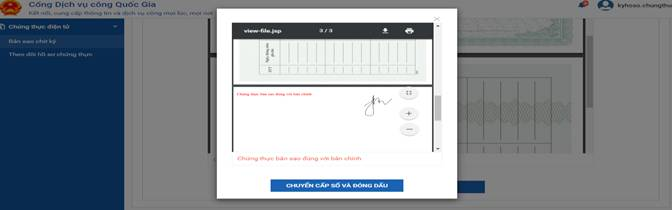 Cổng Dịch vụ công Quốc Gia
Kết nối, cung cấp thông tin và dịch vụ công mọi lúc, mọi nơi
kyhoso.chungthu
Chứng thực điện tử
Bản sao chờ ký
Theo dõi hồ sơ chứng thực
view-file.jsp
3 / 3
Chứng thực bản sao đúng với bản chính
Chứng thực bản sao đúng với bản chính
CHUYỂN CẤP SỐ VÀ ĐÓNG DẤU